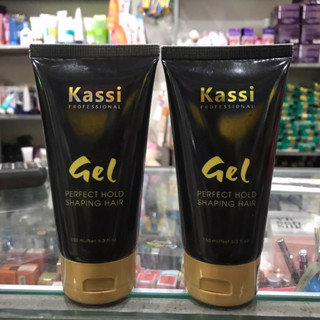 Kassi
PROFESSIONAL
Gel
PERFECT HOLD
SHAPING HAIR
Kassi
PROFESSIONAL
Gel
PERFECT HOLD
SHAPING HAIR